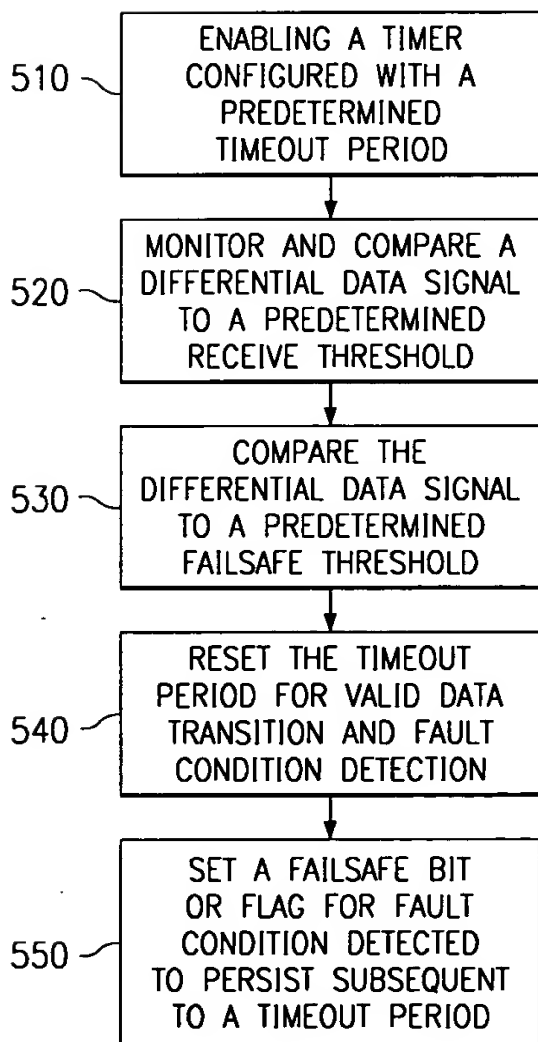 510
ENABLING A TIMER
CONFIGURED WITH A
PREDETERMINED
TIMEOUT PERIOD
520
MONITOR AND COMPARE A
DIFFERENTIAL DATA SIGNAL
TO A PREDETERMINED
RECEIVE THRESHOLD
530
COMPARE THE
DIFFERENTIAL DATA SIGNAL
TO A PREDETERMINED
FAILSAFE THRESHOLD
540
RESET THE TIMEOUT
PERIOD FOR VALID DATA
TRANSITION AND FAULT
CONDITION DETECTION
550
SET A FAILSAFE BIT
OR FLAG FOR FAULT
CONDITION DETECTED
TO PERSIST SUBSEQUENT
TO A TIMEOUT PERIOD